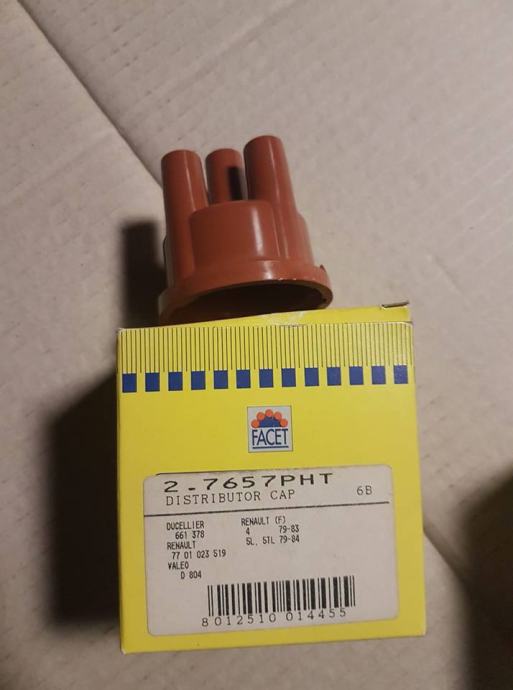 FACET
2-7657PHT
DISTRIBUTOR CAP 6B
DUCELLIER RENAULT (F)
661 378 4 79-83
RENAULT 5L, 5TL 79-84
77 01 023 519
VALEO
D 804
8012510 014455